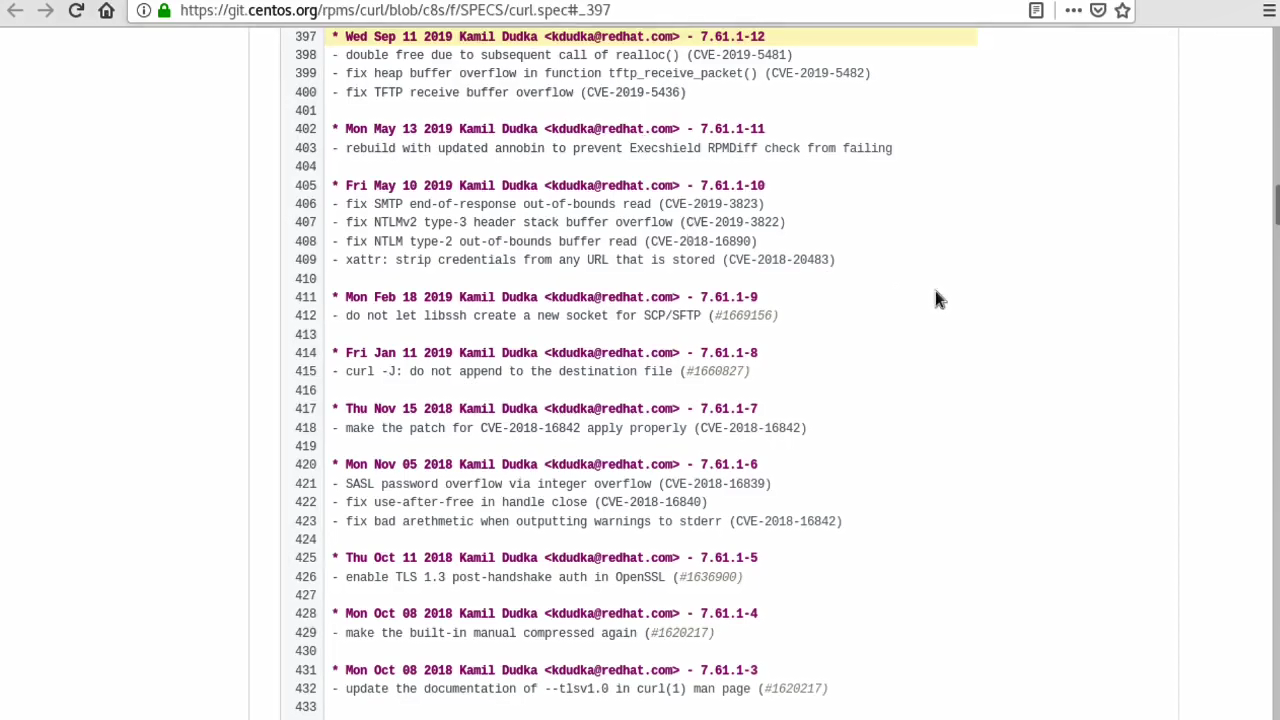 https://git.centos.org/rpms/curl/blob/c8s/f/SPECS/curl.spec#_397
397 * Wed Sep 11 2019 Kamil Dudka <kdudka@redhat.com> - 7.61.1-12
398 - double free due to subsequent call of realloc() (CVE-2019-5481)
399 - fix heap buffer overflow in function tftp_receive_packet() (CVE-2019-5482)
400 - fix TFTP receive buffer overflow (CVE-2019-5436)
401
402 * Mon May 13 2019 Kamil Dudka <kdudka@redhat.com> - 7.61.1-11
403 - rebuild with updated annobin to prevent Execshield RPMDiff check from failing
404
405 * Fri May 10 2019 Kamil Dudka <kdudka@redhat.com> - 7.61.1-10
406 - fix SMTP end-of-response out-of-bounds read (CVE-2019-3823)
407 - fix NTLMv2 type-3 header stack buffer overflow (CVE-2019-3822)
408 - fix NTLM type-2 out-of-bounds buffer read (CVE-2018-16890)
409 - xattr: strip credentials from any URL that is stored (CVE-2018-20483)
410
411 * Mon Feb 18 2019 Kamil Dudka <kdudka@redhat.com> - 7.61.1-9
412 - do not let libssh create a new socket for SCP/SFTP (#1669156)
413
414 * Fri Jan 11 2019 Kamil Dudka <kdudka@redhat.com> - 7.61.1-8
415 - curl -J: do not append to the destination file (#1660827)
416
417 * Thu Nov 15 2018 Kamil Dudka <kdudka@redhat.com> - 7.61.1-7
418 - make the patch for CVE-2018-16842 apply properly (CVE-2018-16842)
419
420 * Mon Nov 05 2018 Kamil Dudka <kdudka@redhat.com> - 7.61.1-6
421 - SASL password overflow via integer overflow (CVE-2018-16839)
422 - fix use-after-free in handle close (CVE-2018-16840)
423 - fix bad arethmetic when outputting warnings to stderr (CVE-2018-16842)
424
425 * Thu Oct 11 2018 Kamil Dudka <kdudka@redhat.com> - 7.61.1-5
426 - enable TLS 1.3 post-handshake auth in OpenSSL (#1636900)
427
428 * Mon Oct 08 2018 Kamil Dudka <kdudka@redhat.com> - 7.61.1-4
429 - make the built-in manual compressed again (#1620217)
430
431 * Mon Oct 08 2018 Kamil Dudka <kdudka@redhat.com> - 7.61.1-3
432 - update the documentation of --tlsv1.0 in curl(1) man page (#1620217)
433